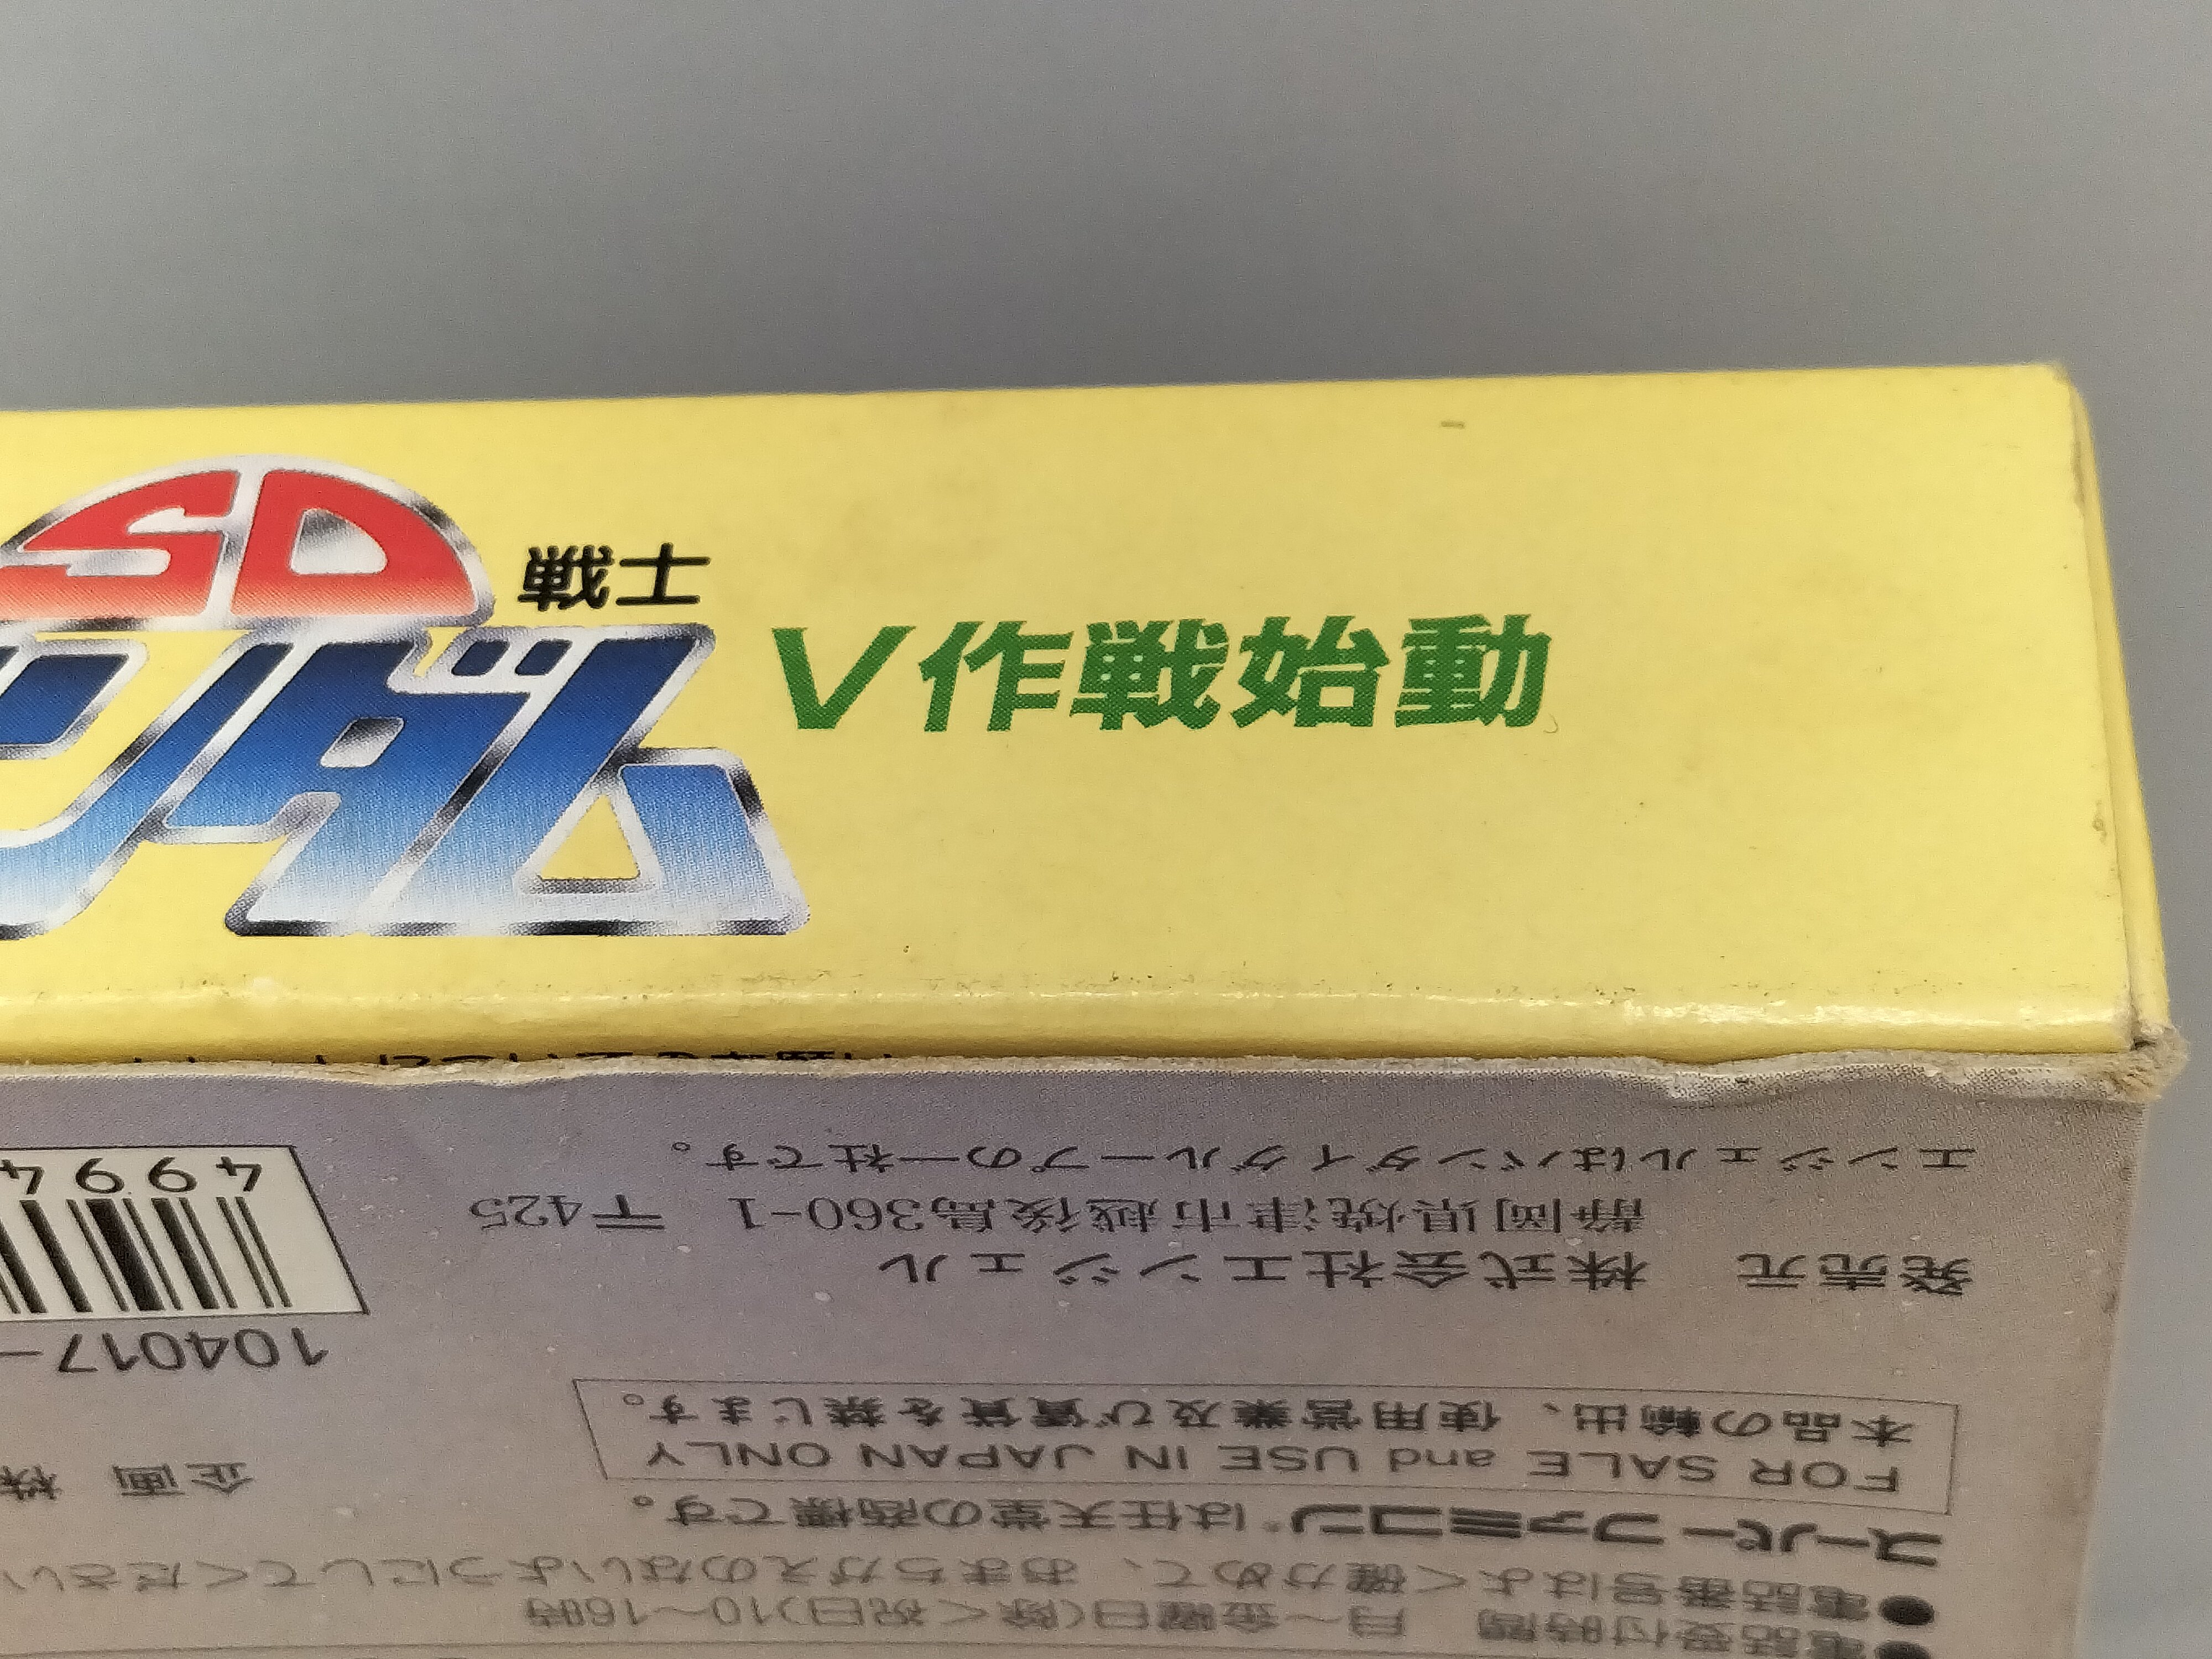 SD
戦士
ンダム
V作戦始動
エンジェルはバンダイグループの一社です。
静岡県焼津市越後島360-1 〒425
発売元 株式会社エンジェル
4994
104017-
本品の輸出、使用営業及び賃貸を禁じます。
FOR SALE and USE IN JAPAN ONLY
企画 株
スーパーファミコンは任天堂の商標です。
●電話番号はよく確かめて、おまちがえのないようにしてください
●電話受付時間 月〜金曜日(除く祝日)10〜16時